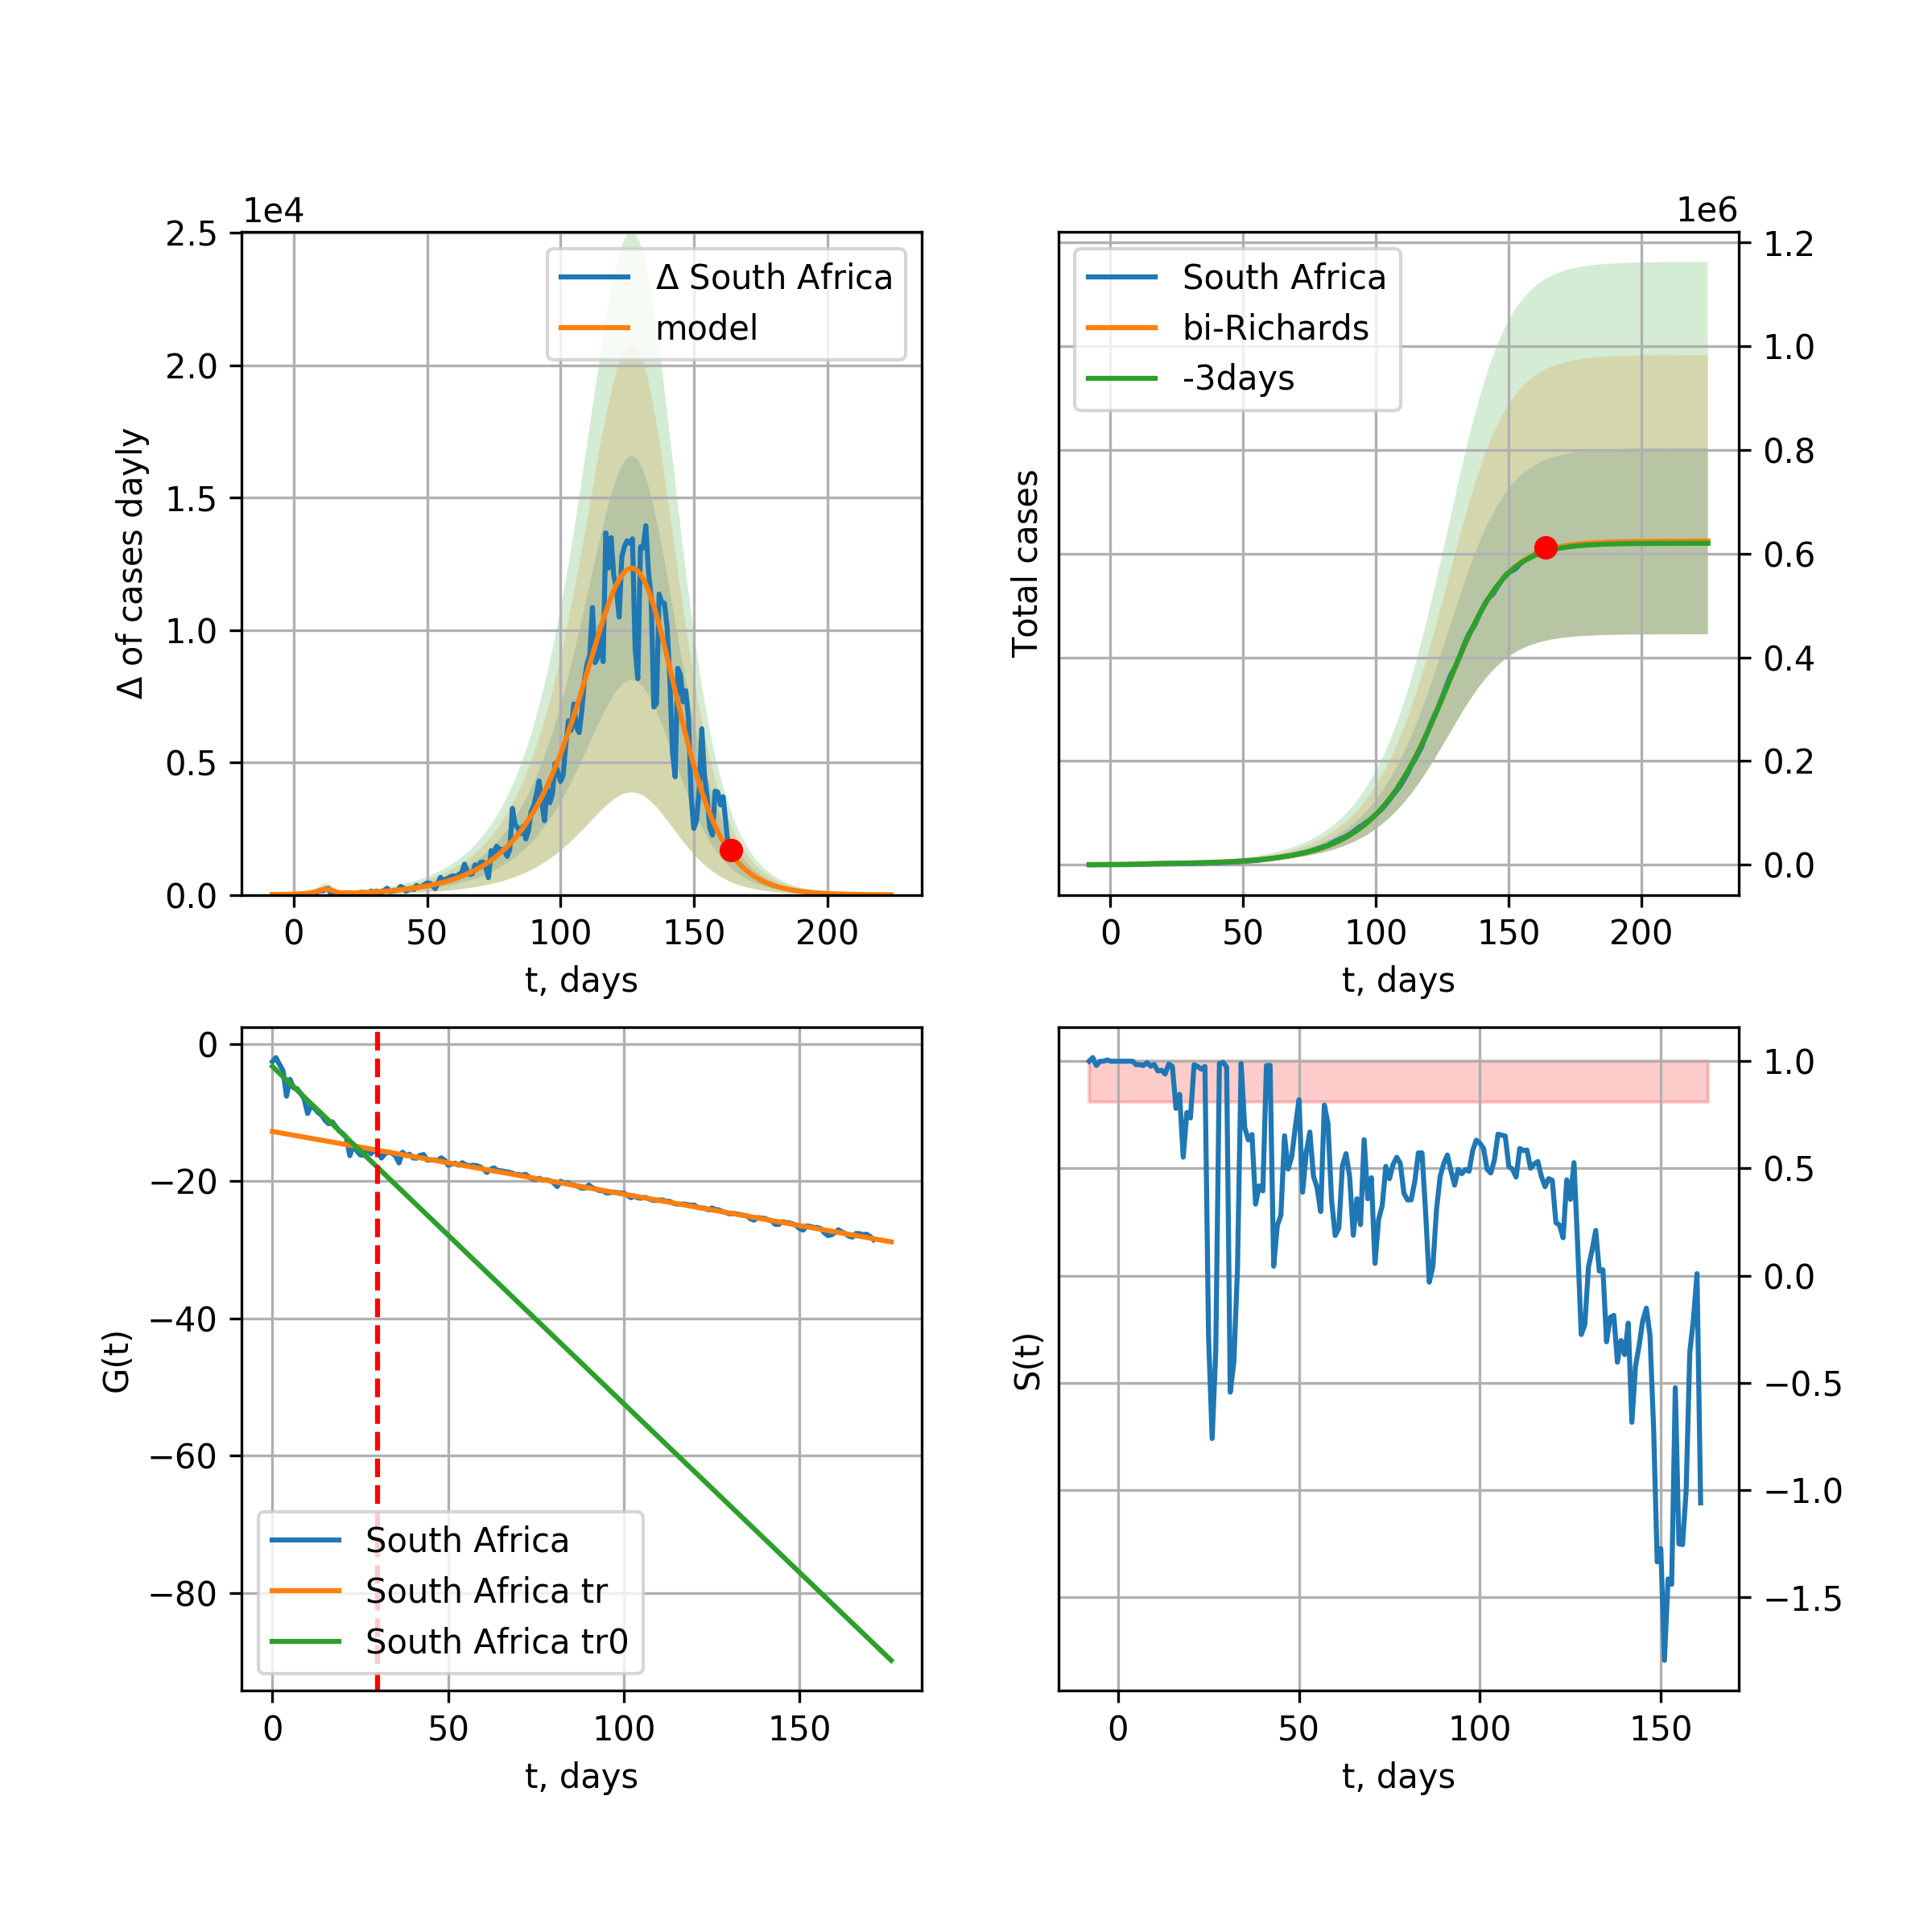 1e4
2.5
2.0
1.5
1.0
0.5
0.0
Δ of cases dayly
Δ South Africa
model
0 50 100 150 200
t, days
1e6
1.2
1.0
0.8
0.6
0.4
0.2
0.0
Total cases
South Africa
bi-Richards
-3days
0 50 100 150 200
t, days
0
−20
−40
−60
−80
G(t)
South Africa
South Africa tr
South Africa tr0
0 50 100 150
t, days
1.0
0.5
0.0
−0.5
−1.0
−1.5
S(t)
0 50 100 150
t, days